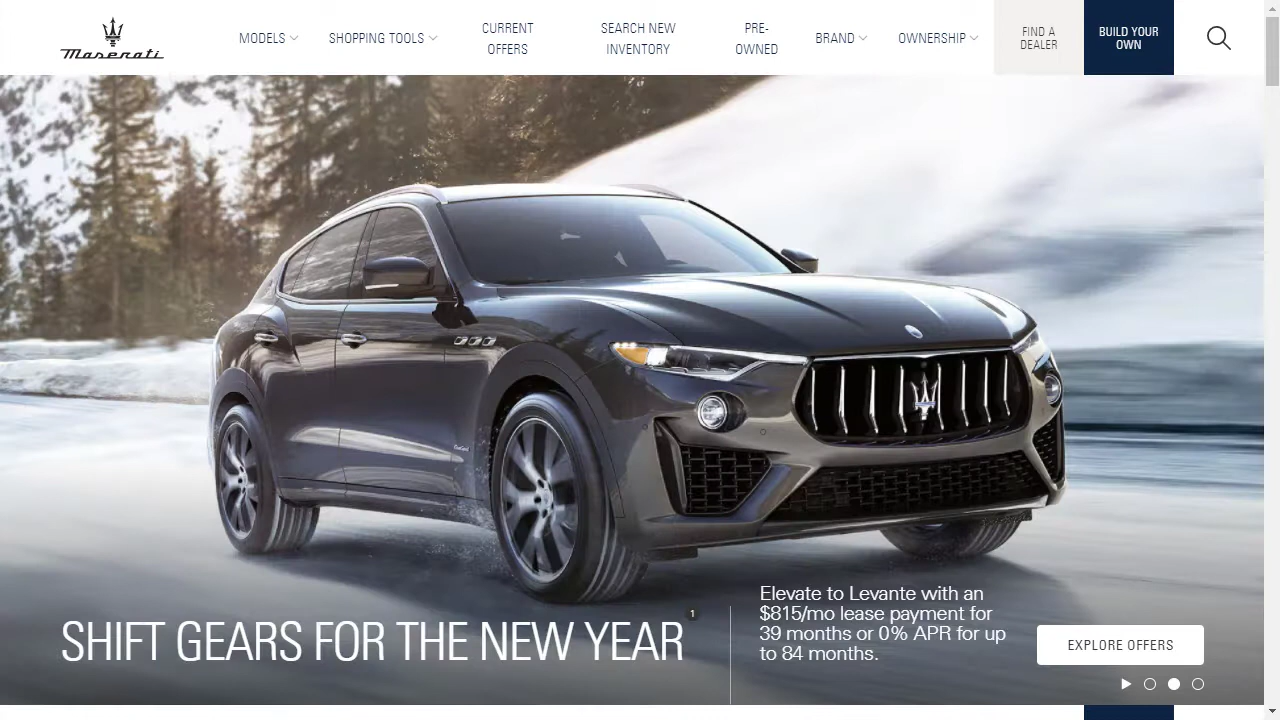 Maserati
MODELS
SHOPPING TOOLS
CURRENT
OFFERS
SEARCH NEW
INVENTORY
PRE-
OWNED
BRAND
OWNERSHIP
FIND A
DEALER
BUILD YOUR
OWN
SHIFT GEARS FOR THE NEW YEAR 1
Elevate to Levante with an
$815/mo lease payment for
39 months or 0% APR for up
to 84 months.
EXPLORE OFFERS